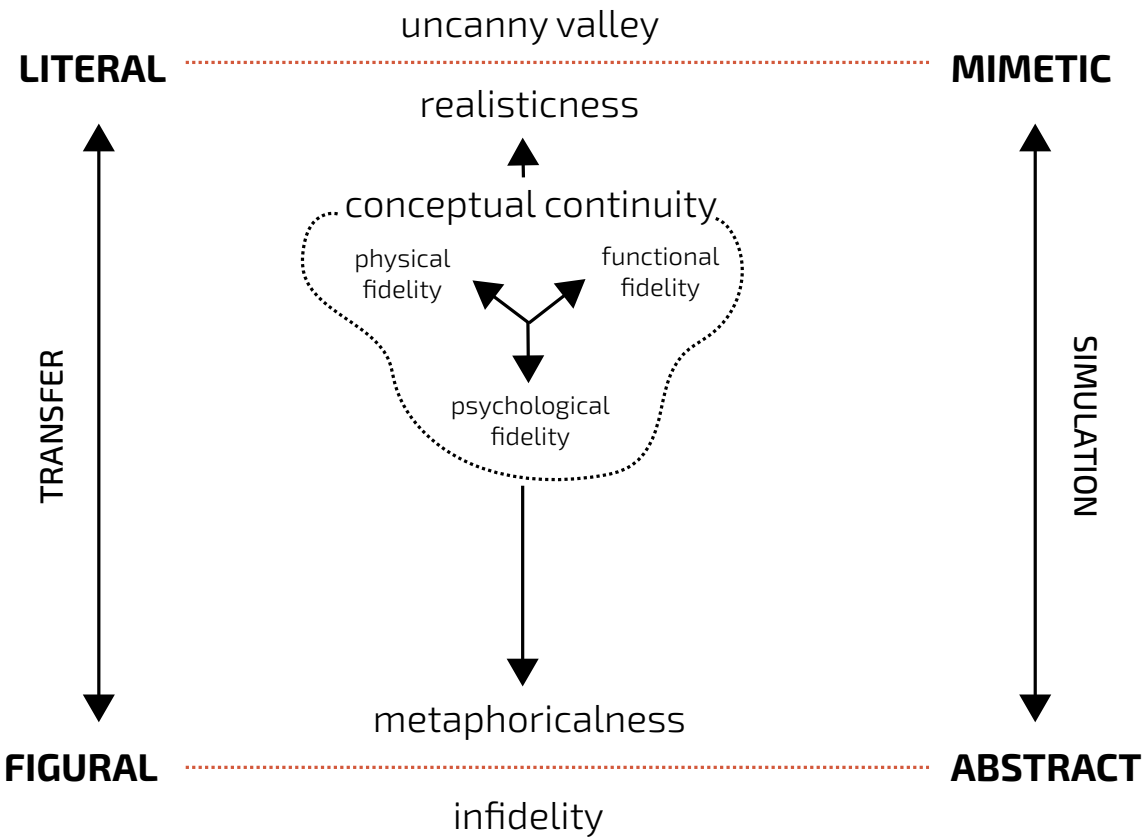 uncanny valley
LITERAL
MIMETIC
realisticness
conceptual continuity
physical
fidelity
functional
fidelity
psychological
fidelity
TRANSFER
SIMULATION
metaphoricalness
FIGURAL
ABSTRACT
infidelity